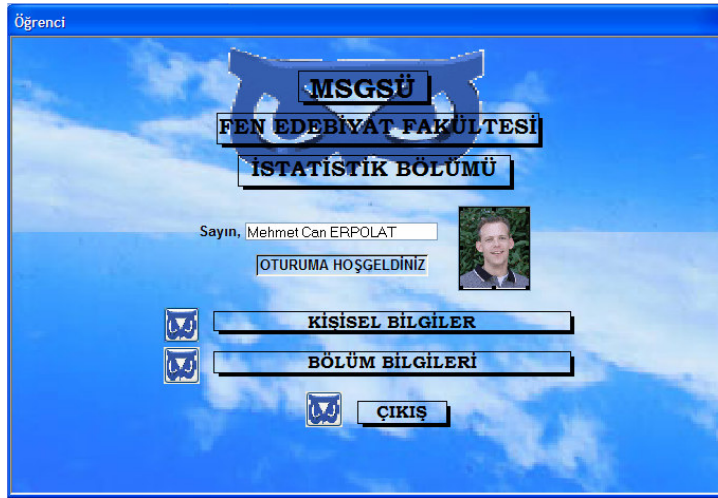 Öğrenci
MSGSÜ
FEN EDEBİYAT FAKÜLTESİ
İSTATİSTİK BÖLÜMÜ
Sayın, Mehmet Can ERPOLAT
OTURUMA HOŞGELDİNİZ
KİŞİSEL BİLGİLER
BÖLÜM BİLGİLERİ
ÇIKIŞ